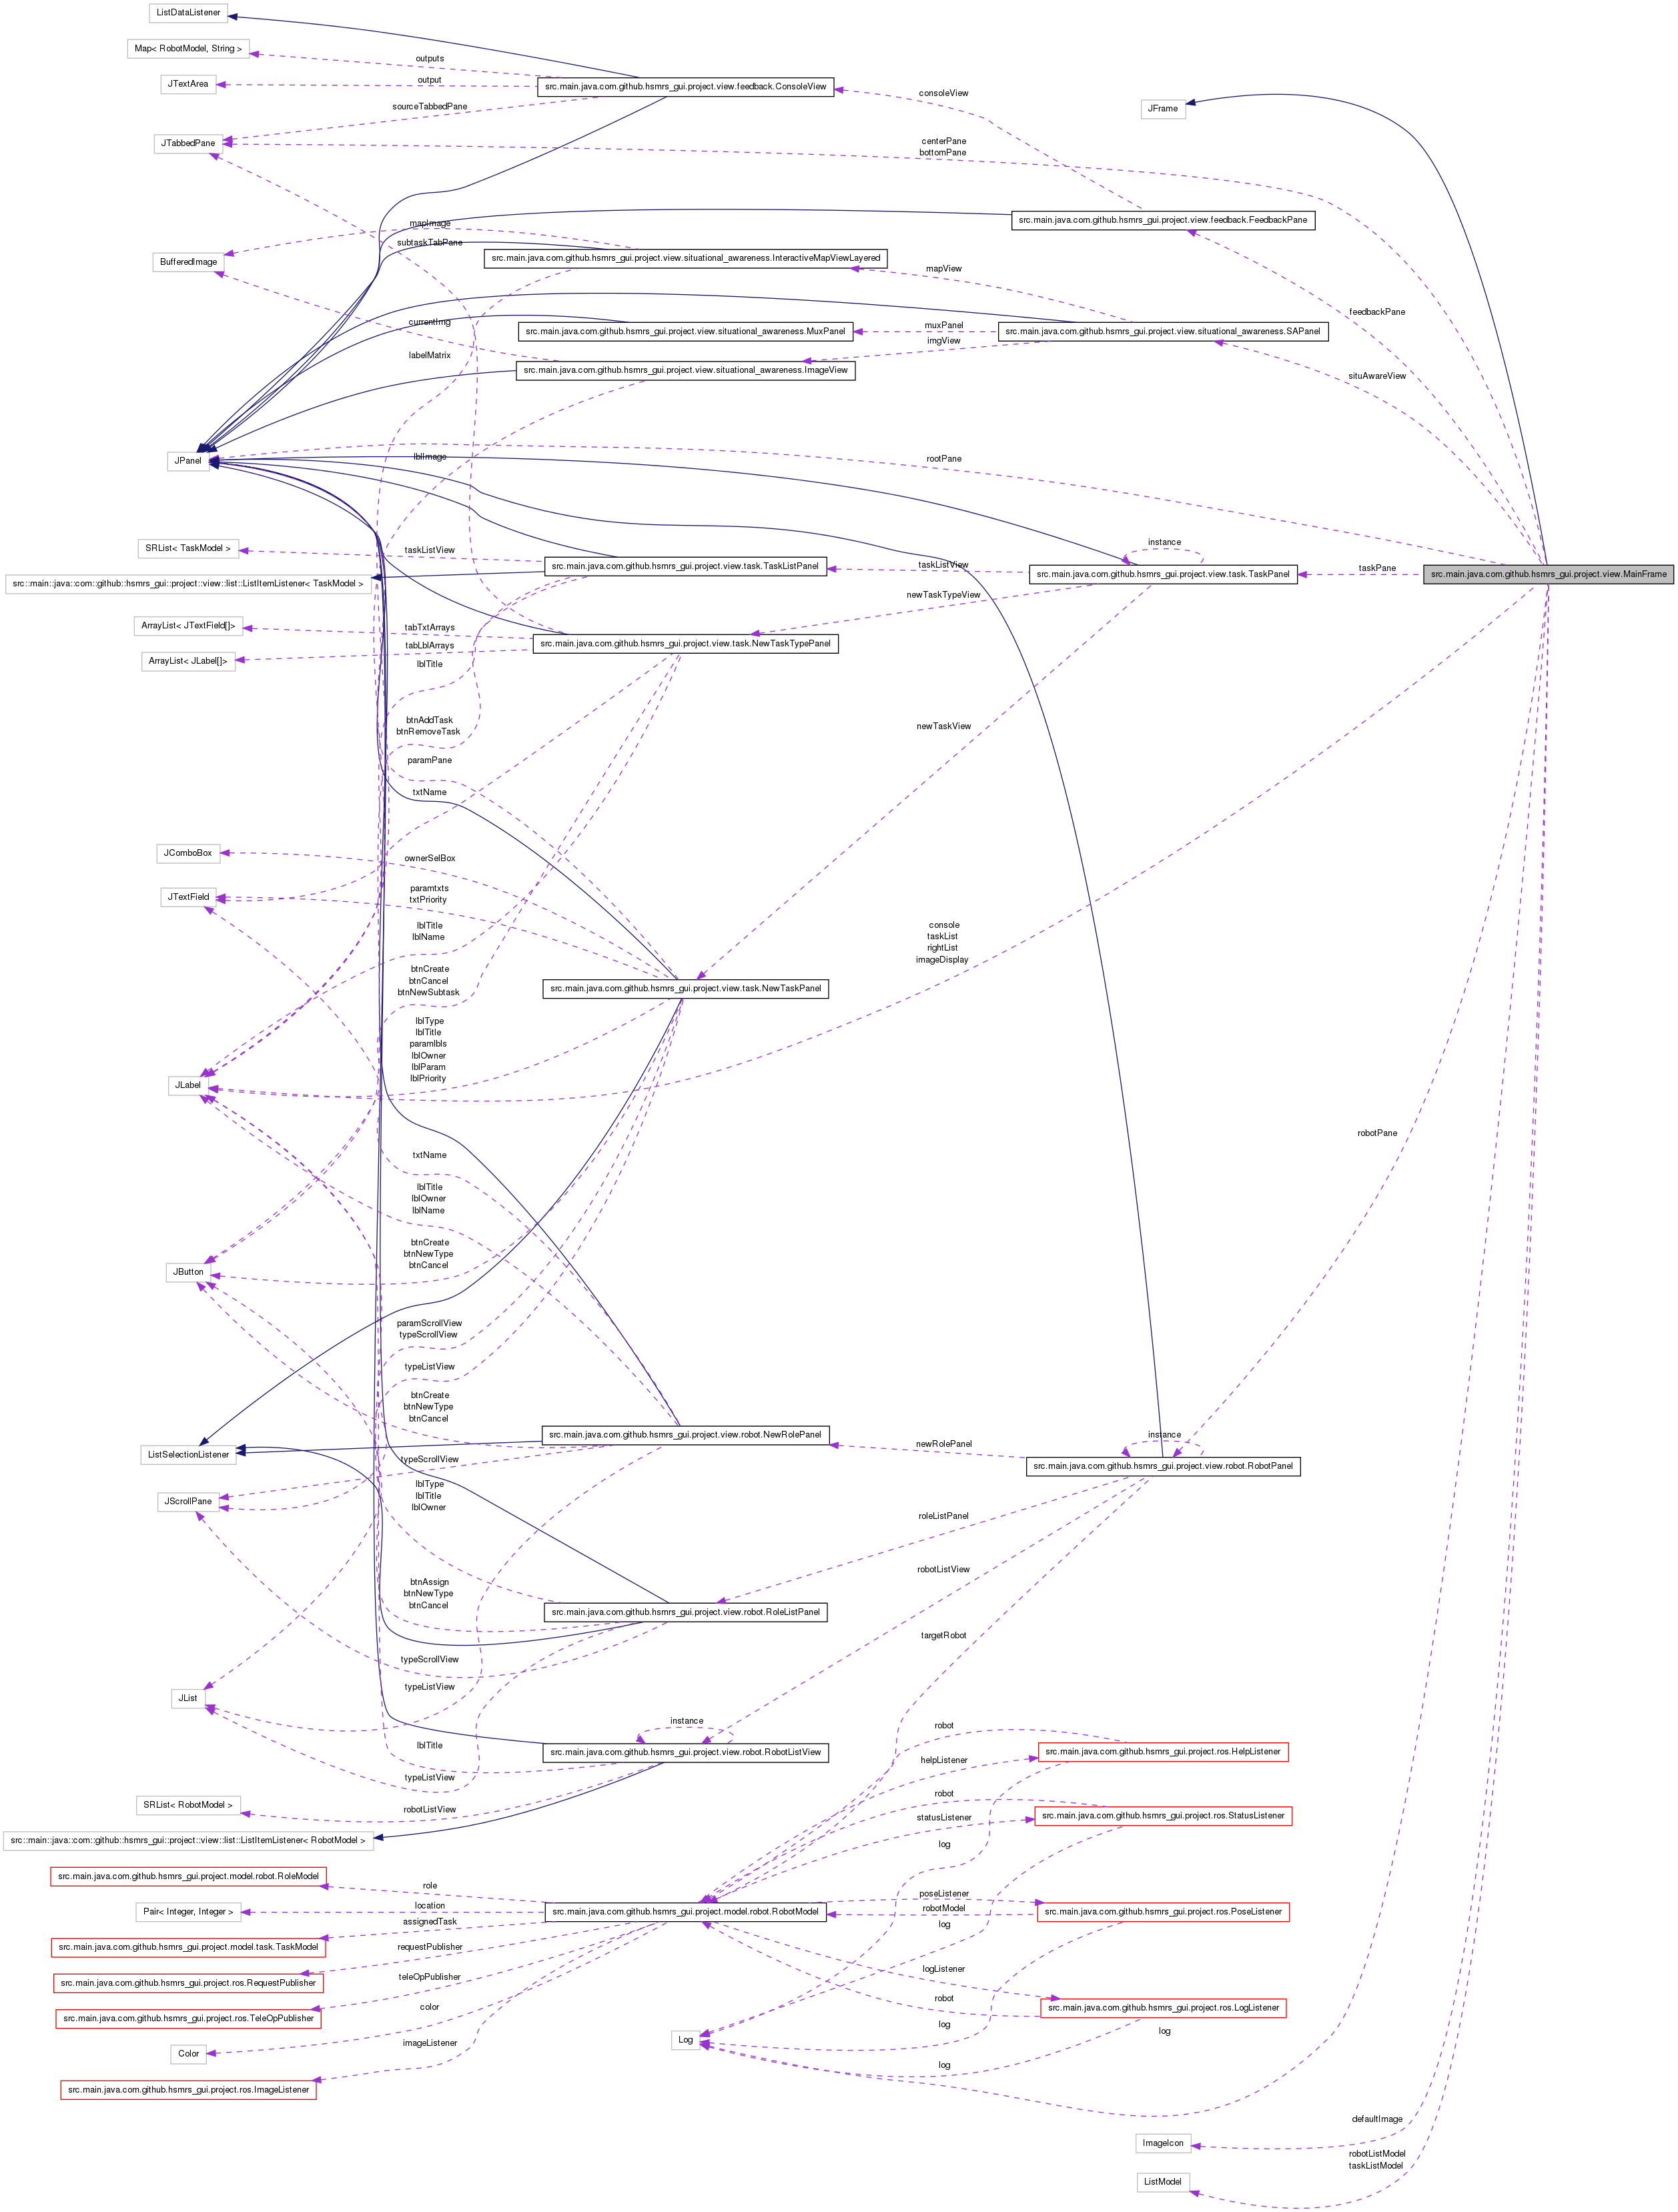 ListDataListener
Map< RobotModel, String >
outputs
JTextArea
output
src.main.java.com.github.hsmrs_gui.project.view.feedback.ConsoleView
consoleView
JFrame
sourceTabbedPane
JTabbedPane
centerPane
bottomPane
mapImage
src.main.java.com.github.hsmrs_gui.project.view.feedback.FeedbackPane
subtaskTabPane
BufferedImage
src.main.java.com.github.hsmrs_gui.project.view.situational_awareness.InteractiveMapViewLayered
mapView
feedbackPane
currentImg
src.main.java.com.github.hsmrs_gui.project.view.situational_awareness.MuxPanel
muxPanel
src.main.java.com.github.hsmrs_gui.project.view.situational_awareness.SAPanel
imgView
labelMatrix
src.main.java.com.github.hsmrs_gui.project.view.situational_awareness.ImageView
situAwareView
JPanel
lblImage
rootPane
SRList< TaskModel >
taskListView
instance
src::main::java::com::github::hsmrs_gui::project::view::list::ListItemListener< TaskModel >
src.main.java.com.github.hsmrs_gui.project.view.task.TaskListPanel
taskListView
src.main.java.com.github.hsmrs_gui.project.view.task.TaskPanel
taskPane
src.main.java.com.github.hsmrs_gui.project.view.MainFrame
newTaskTypeView
ArrayList< JTextField[]>
tabTxtArrays
src.main.java.com.github.hsmrs_gui.project.view.task.NewTaskTypePanel
ArrayList< JLabel[]>
tabLblArrays
lblTitle
btnAddTask
btnRemoveTask
newTaskView
paramPane
txtName
JComboBox
ownerSelBox
JTextField
paramtxts
txtPriority
lblTitle
lblName
console
taskList
rightList
imageDisplay
btnCreate
btnCancel
btnNewSubtask
src.main.java.com.github.hsmrs_gui.project.view.task.NewTaskPanel
lblType
lblTitle
paramlbls
lblOwner
lblParam
lblPriority
JLabel
robotPane
txtName
lblTitle
lblOwner
lblName
JButton
btnCreate
btnNewType
btnCancel
paramScrollView
typeScrollView
typeListView
btnCreate
btnNewType
btnCancel
src.main.java.com.github.hsmrs_gui.project.view.robot.NewRolePanel
newRolePanel
instance
ListSelectionListener
typeScrollView
src.main.java.com.github.hsmrs_gui.project.view.robot.RobotPanel
JScrollPane
lblType
lblTitle
lblOwner
roleListPanel
robotListView
btnAssign
btnNewType
btnCancel
src.main.java.com.github.hsmrs_gui.project.view.robot.RoleListPanel
targetRobot
typeScrollView
typeListView
JList
instance
robot
lblTitle
src.main.java.com.github.hsmrs_gui.project.view.robot.RobotListView
src.main.java.com.github.hsmrs_gui.project.ros.HelpListener
helpListener
typeListView
SRList< RobotModel >
robotListView
robot
src.main.java.com.github.hsmrs_gui.project.ros.StatusListener
statusListener
src::main::java::com::github::hsmrs_gui::project::view::list::ListItemListener< RobotModel >
log
src.main.java.com.github.hsmrs_gui.project.model.robot.RoleModel
role
poseListener
Pair< Integer, Integer >
location
src.main.java.com.github.hsmrs_gui.project.model.robot.RobotModel
robotModel
src.main.java.com.github.hsmrs_gui.project.ros.PoseListener
assignedTask
log
src.main.java.com.github.hsmrs_gui.project.model.task.TaskModel
requestPublisher
src.main.java.com.github.hsmrs_gui.project.ros.RequestPublisher
logListener
teleOpPublisher
robot
src.main.java.com.github.hsmrs_gui.project.ros.LogListener
src.main.java.com.github.hsmrs_gui.project.ros.TeleOpPublisher
color
log
log
Log
imageListener
Color
log
src.main.java.com.github.hsmrs_gui.project.ros.ImageListener
defaultImage
ImageIcon
robotListModel
taskListModel
ListModel